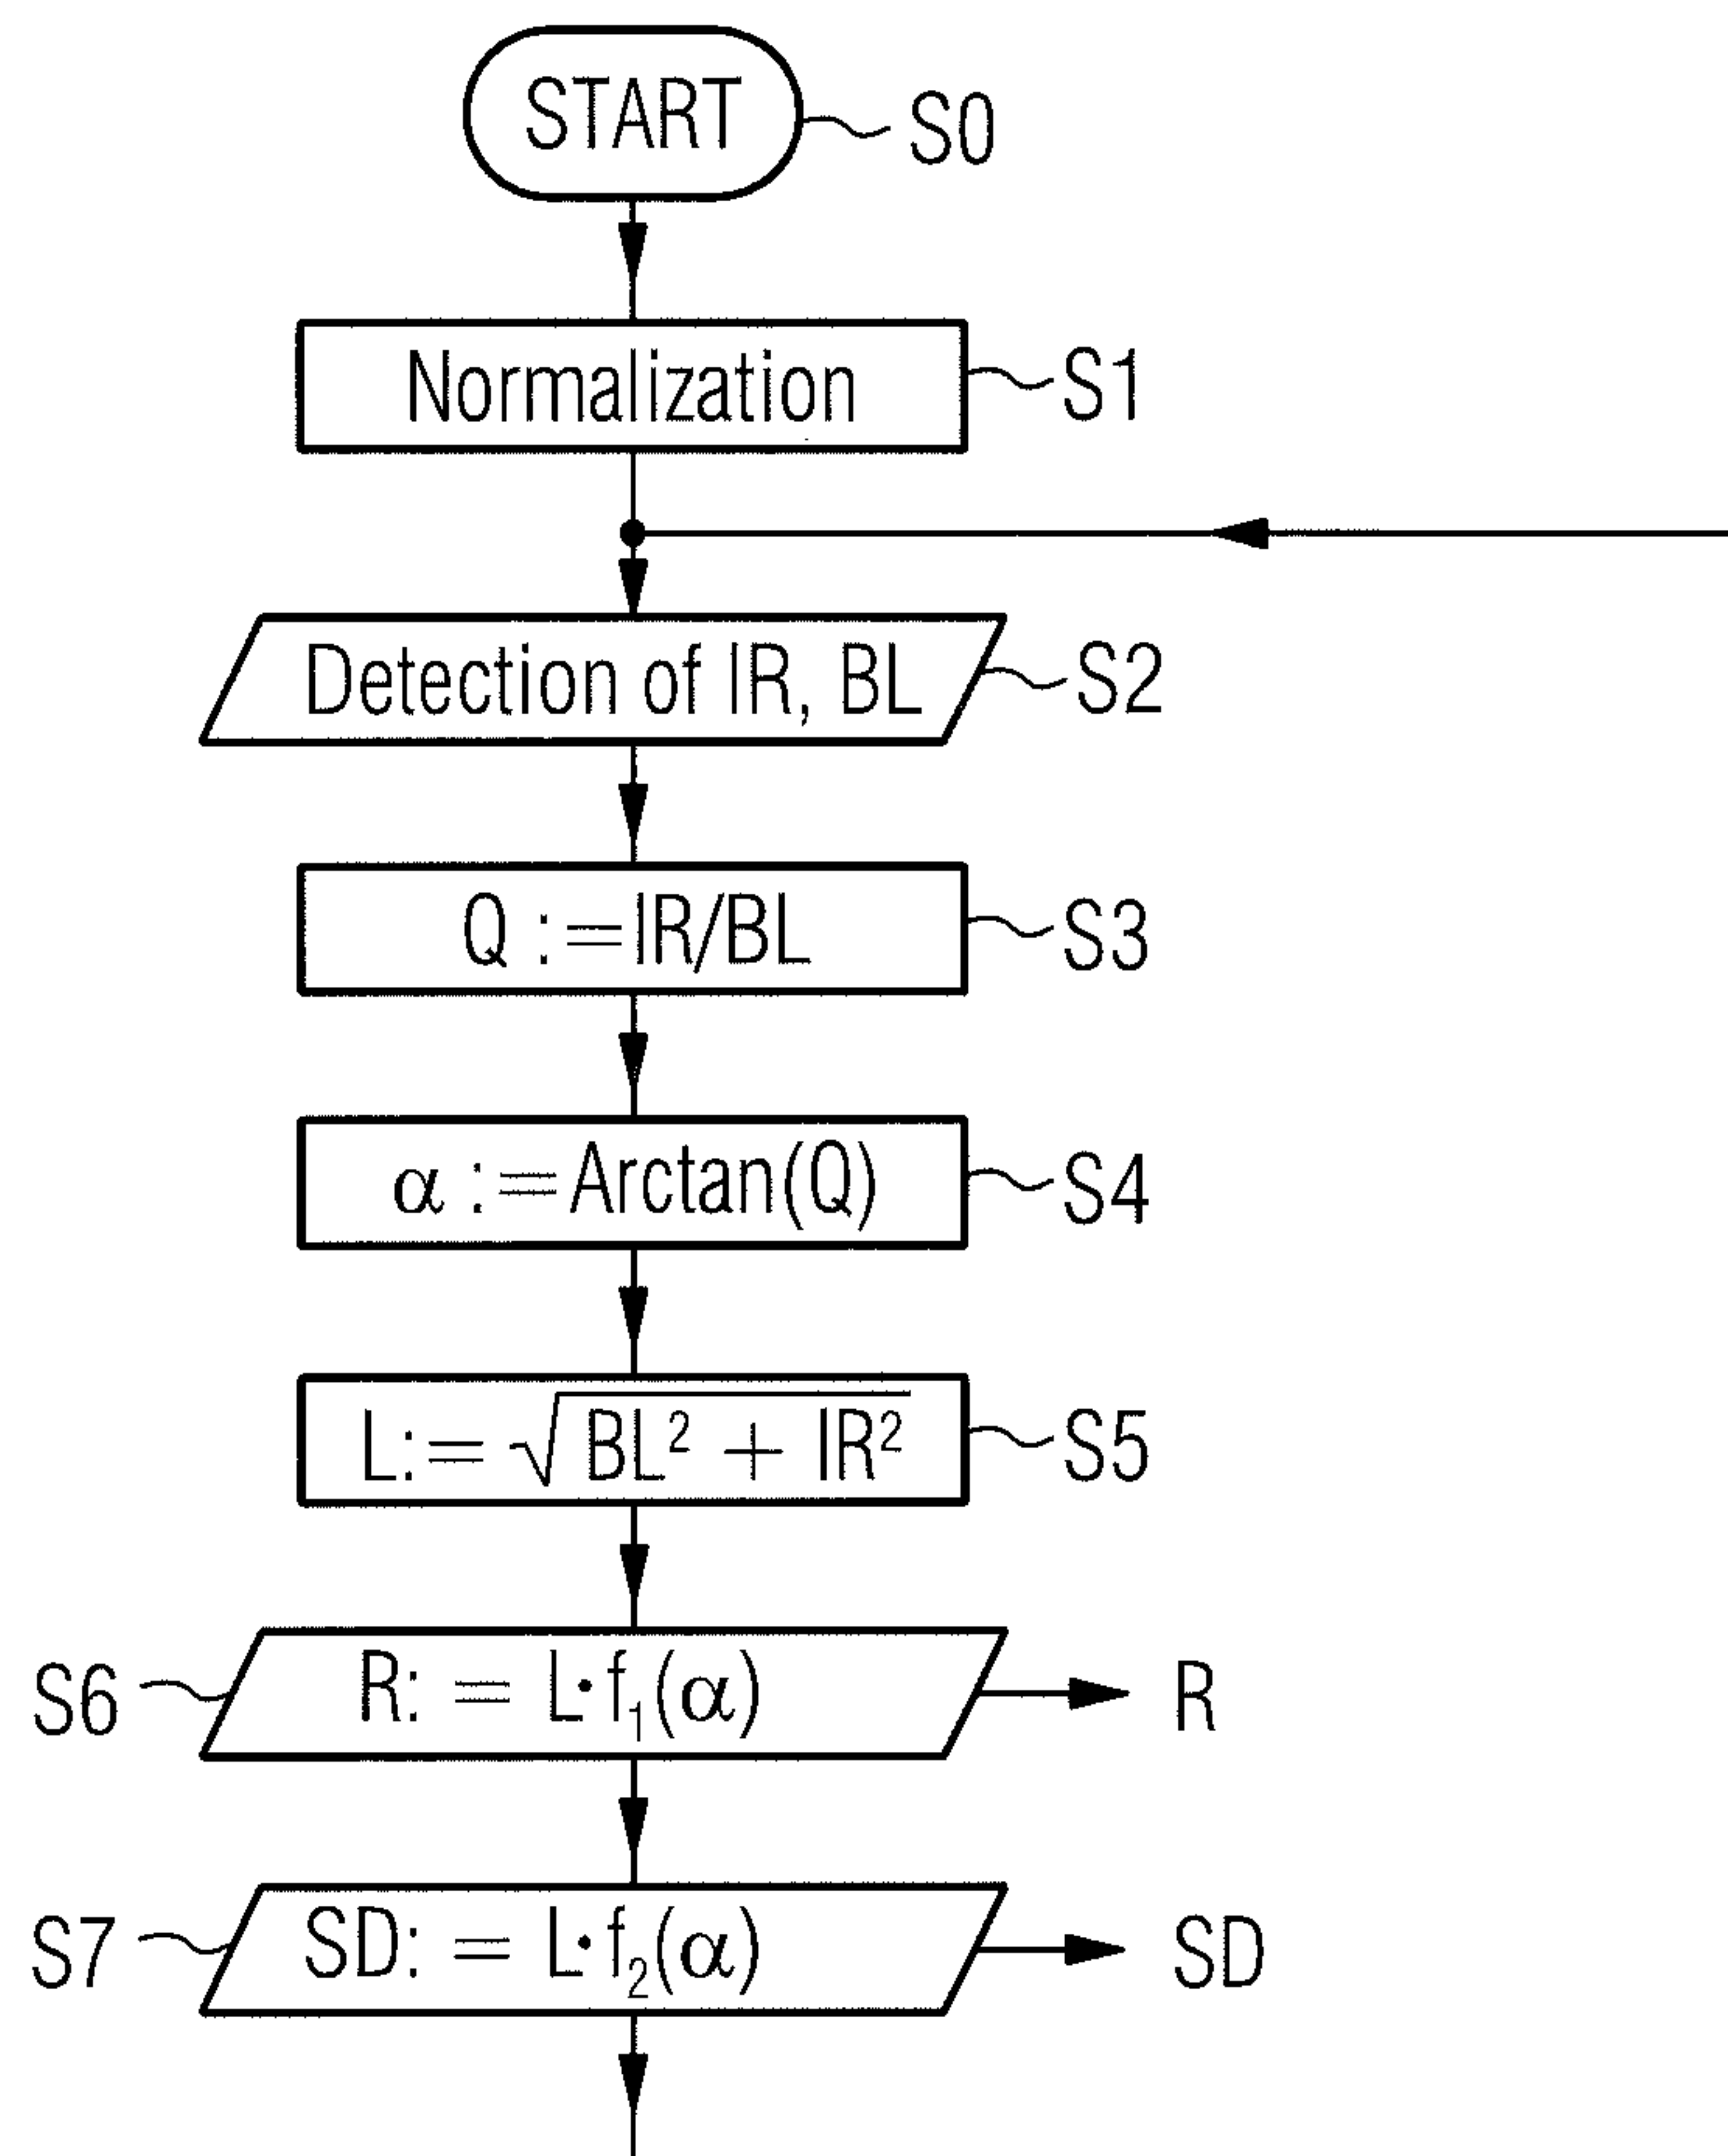 START
S0
Normalization
S1
Detection of IR, BL
S2
Q :=IR/BL
S3
α :=Arctan(Q)
S4
L:= √BL² + IR²
S5
S6
R: = L·f₁(α)
R
S7
SD: = L·f₂(α)
SD